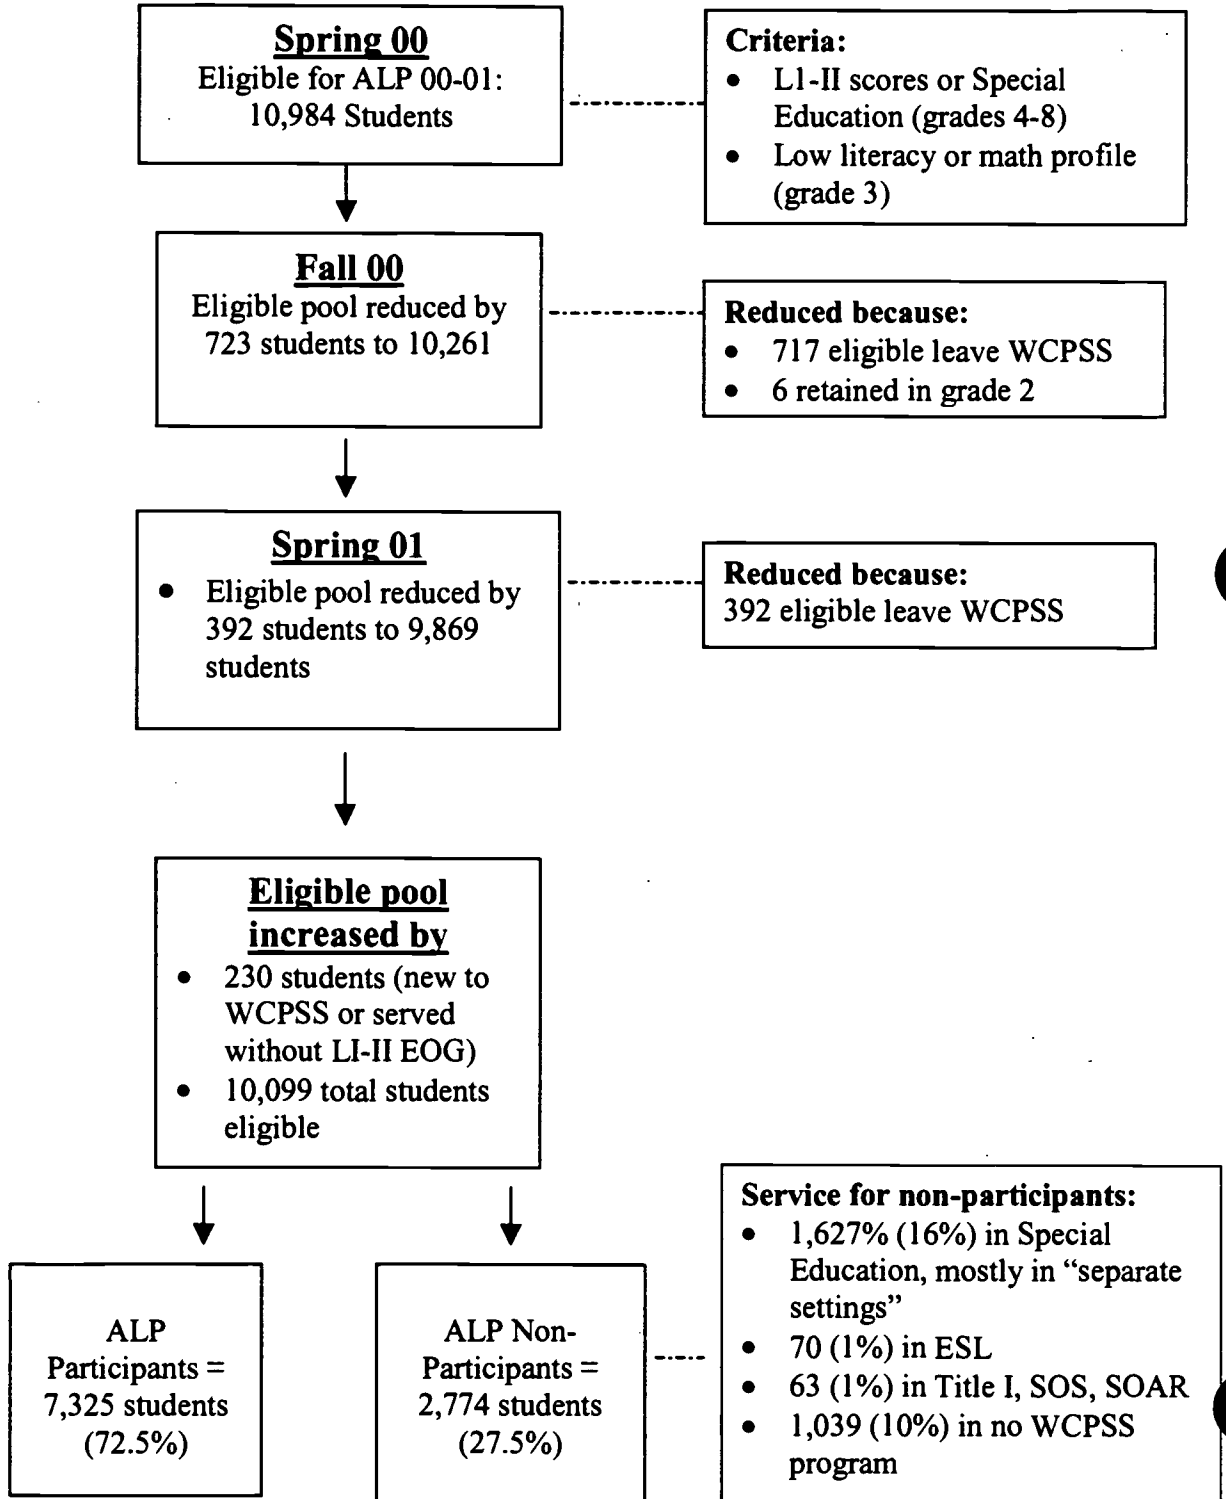 Spring 00
Eligible for ALP 00-01:
10,984 Students
Criteria:
• L1-II scores or Special
Education (grades 4-8)
• Low literacy or math profile
(grade 3)
Fall 00
Eligible pool reduced by
723 students to 10,261
Reduced because:
• 717 eligible leave WCPSS
• 6 retained in grade 2
Spring 01
• Eligible pool reduced by
392 students to 9,869
students
Reduced because:
392 eligible leave WCPSS
Eligible pool
increased by
• 230 students (new to
WCPSS or served
without LI-II EOG)
• 10,099 total students
eligible
ALP
Participants =
7,325 students
(72.5%)
ALP Non-
Participants =
2,774 students
(27.5%)
Service for non-participants:
• 1,627% (16%) in Special
Education, mostly in “separate
settings”
• 70 (1%) in ESL
• 63 (1%) in Title I, SOS, SOAR
• 1,039 (10%) in no WCPSS
program